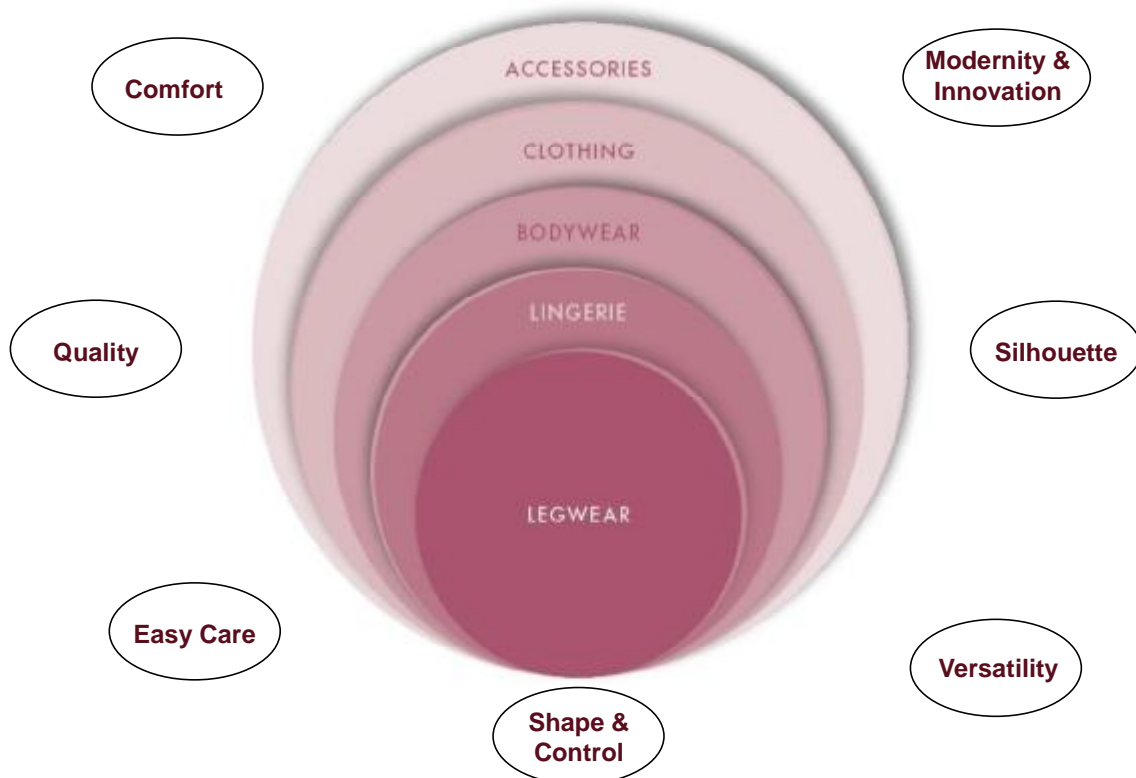 ACCESSORIES
Comfort
Modernity &
Innovation
CLOTHING
BODYWEAR
LINGERIE
Quality
Silhouette
LEGWEAR
Easy Care
Versatility
Shape &
Control